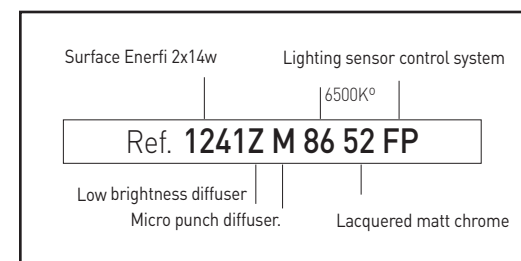 Surface Enerfi 2x14w
Lighting sensor control system
6500Kº
Ref. 1241Z M 86 52 FP
Low brightness diffuser
Micro punch diffuser.
Lacquered matt chrome